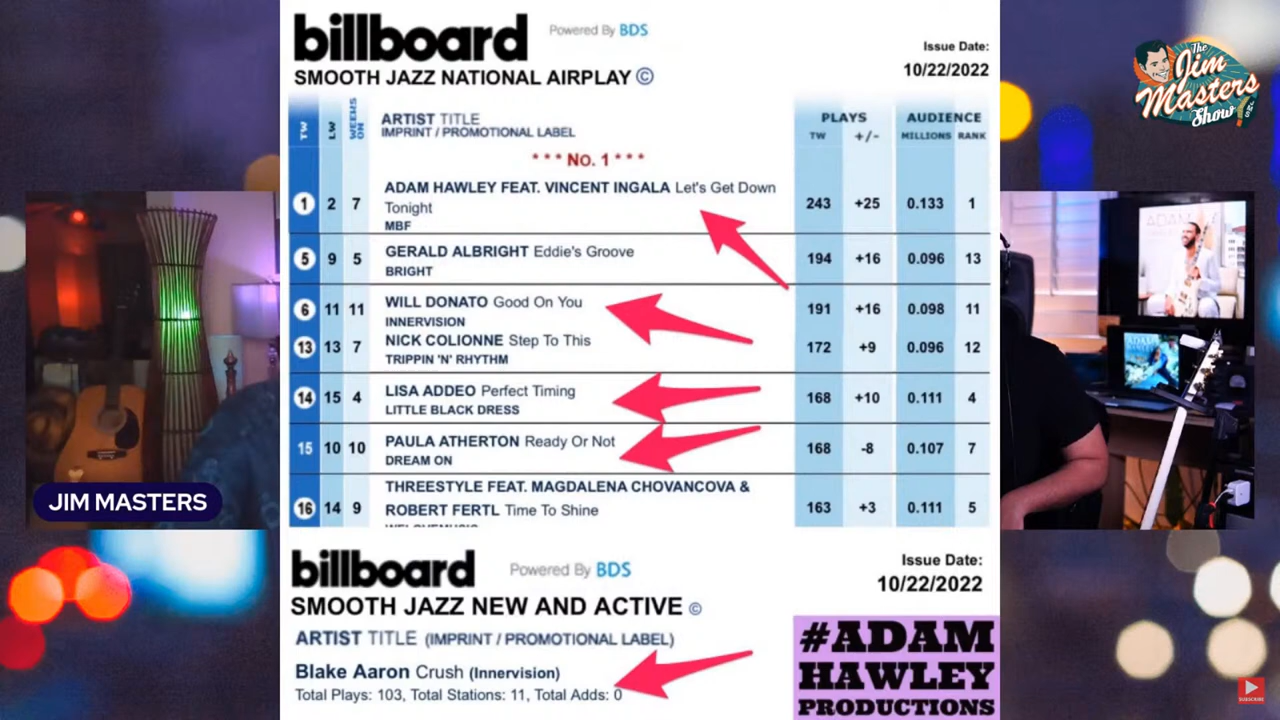 billboard
Powered By BDS
Issue Date:
SMOOTH JAZZ NATIONAL AIRPLAY ©
10/22/2022
The
Jim
Masters
Show
TW LW WEEKS ON ARTIST TITLE PLAYS AUDIENCE
IMPRINT / PROMOTIONAL LABEL TW +/- MILLIONS RANK
*** NO. 1 ***
1 2 7 ADAM HAWLEY FEAT. VINCENT INGALA Let's Get Down
Tonight 243 +25 0.133 1
MBF
5 9 5 GERALD ALBRIGHT Eddie's Groove 194 +16 0.096 13
BRIGHT
6 11 11 WILL DONATO Good On You 191 +16 0.098 11
INNERVISION
13 13 7 NICK COLIONNE Step To This 172 +9 0.096 12
TRIPPIN 'N' RHYTHM
14 15 4 LISA ADDEO Perfect Timing 168 +10 0.111 4
LITTLE BLACK DRESS
15 10 10 PAULA ATHERTON Ready Or Not 168 -8 0.107 7
DREAM ON
THREESTYLE FEAT. MAGDALENA CHOVANCOVA &
16 14 9 ROBERT FERTL Time To Shine 163 +3 0.111 5
JIM MASTERS
ADAM
ADAM
billboard
Powered By BDS
Issue Date:
10/22/2022
SMOOTH JAZZ NEW AND ACTIVE ©
ARTIST TITLE (IMPRINT / PROMOTIONAL LABEL)
Blake Aaron Crush (Innervision)
Total Plays: 103, Total Stations: 11, Total Adds: 0
#ADAM
HAWLEY
PRODUCTIONS
SUBSCRIBE